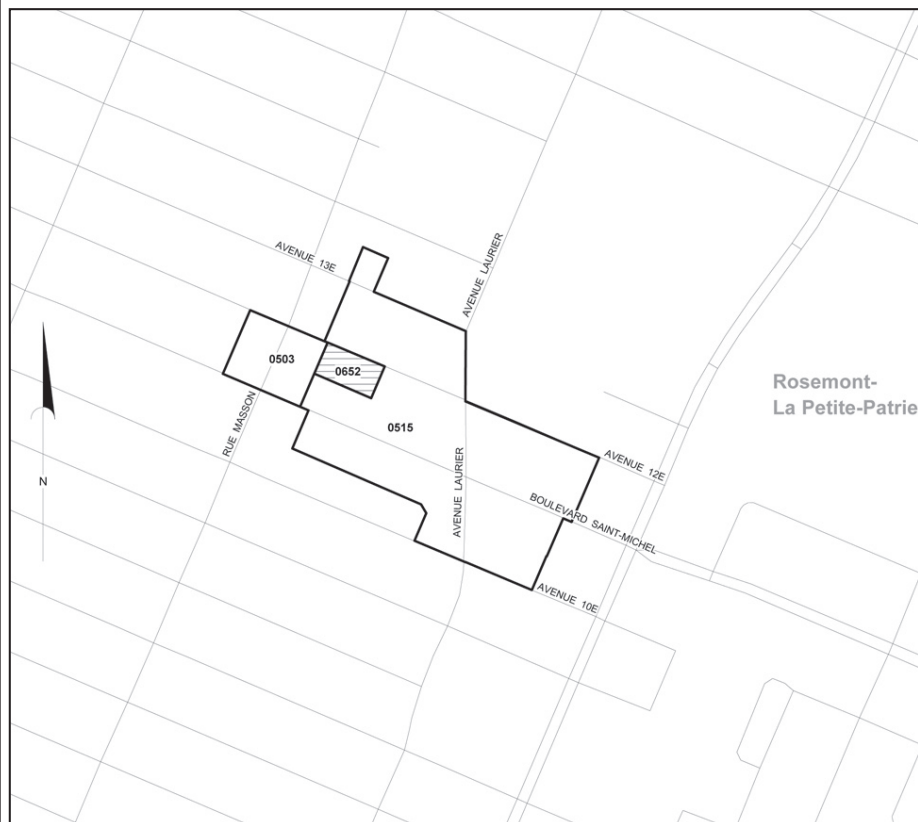 AVENUE 13E
AVENUE LAURIER
0503
0652
Rosemont-
La Petite-Patrie
RUE MASSON
0515
AVENUE LAURIER
AVENUE 12E
N
BOULEVARD SAINT-MICHEL
AVENUE 10E